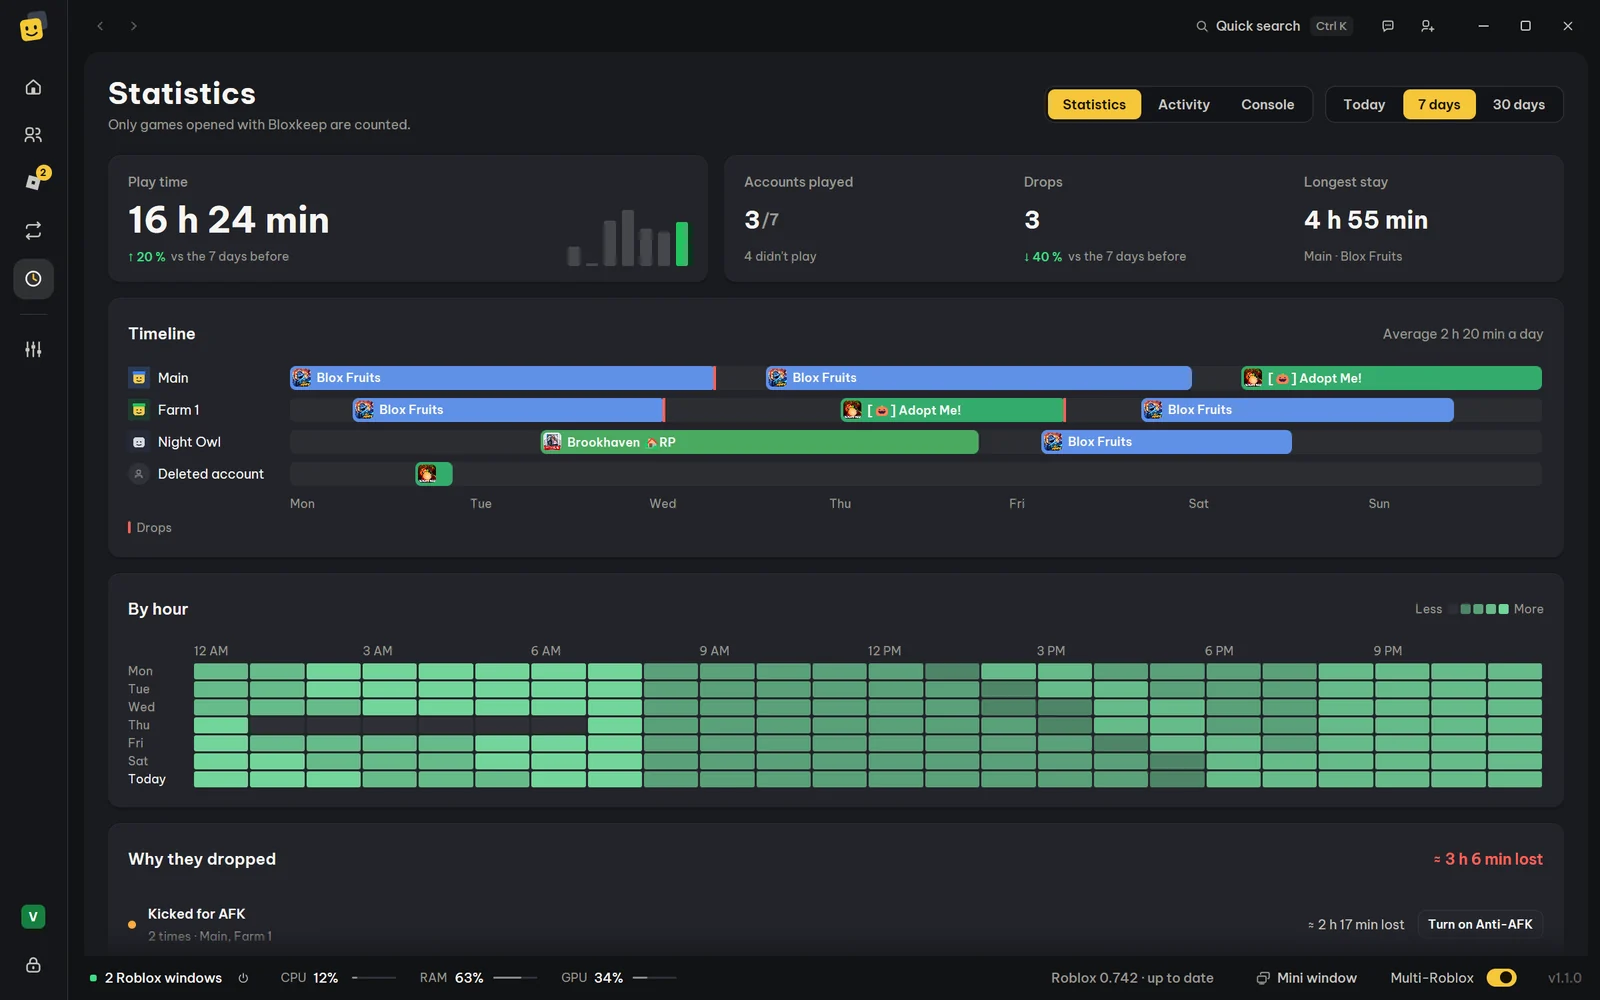 Quick search Ctrl K
Statistics
Only games opened with Bloxkeep are counted.
Statistics Activity Console
Today 7 days 30 days
2
Play time
16 h 24 min
↑ 20 % vs the 7 days before
Accounts played
3/7
4 didn't play
Drops
3
↓ 40 % vs the 7 days before
Longest stay
4 h 55 min
Main · Blox Fruits
Timeline
Average 2 h 20 min a day
Main Blox Fruits Blox Fruits [🎃] Adopt Me!
Farm 1 Blox Fruits [🎃] Adopt Me! Blox Fruits
Night Owl Brookhaven 🏡RP Blox Fruits
Deleted account
Mon Tue Wed Thu Fri Sat Sun
Drops
By hour
Less More
12 AM 3 AM 6 AM 9 AM 12 PM 3 PM 6 PM 9 PM
Mon
Tue
Wed
Thu
Fri
Sat
Today
Why they dropped
≈ 3 h 6 min lost
Kicked for AFK
2 times · Main, Farm 1
≈ 2 h 17 min lost
Turn on Anti-AFK
V
2 Roblox windows CPU 12% RAM 63% GPU 34% Roblox 0.742 · up to date Mini window Multi-Roblox v1.1.0